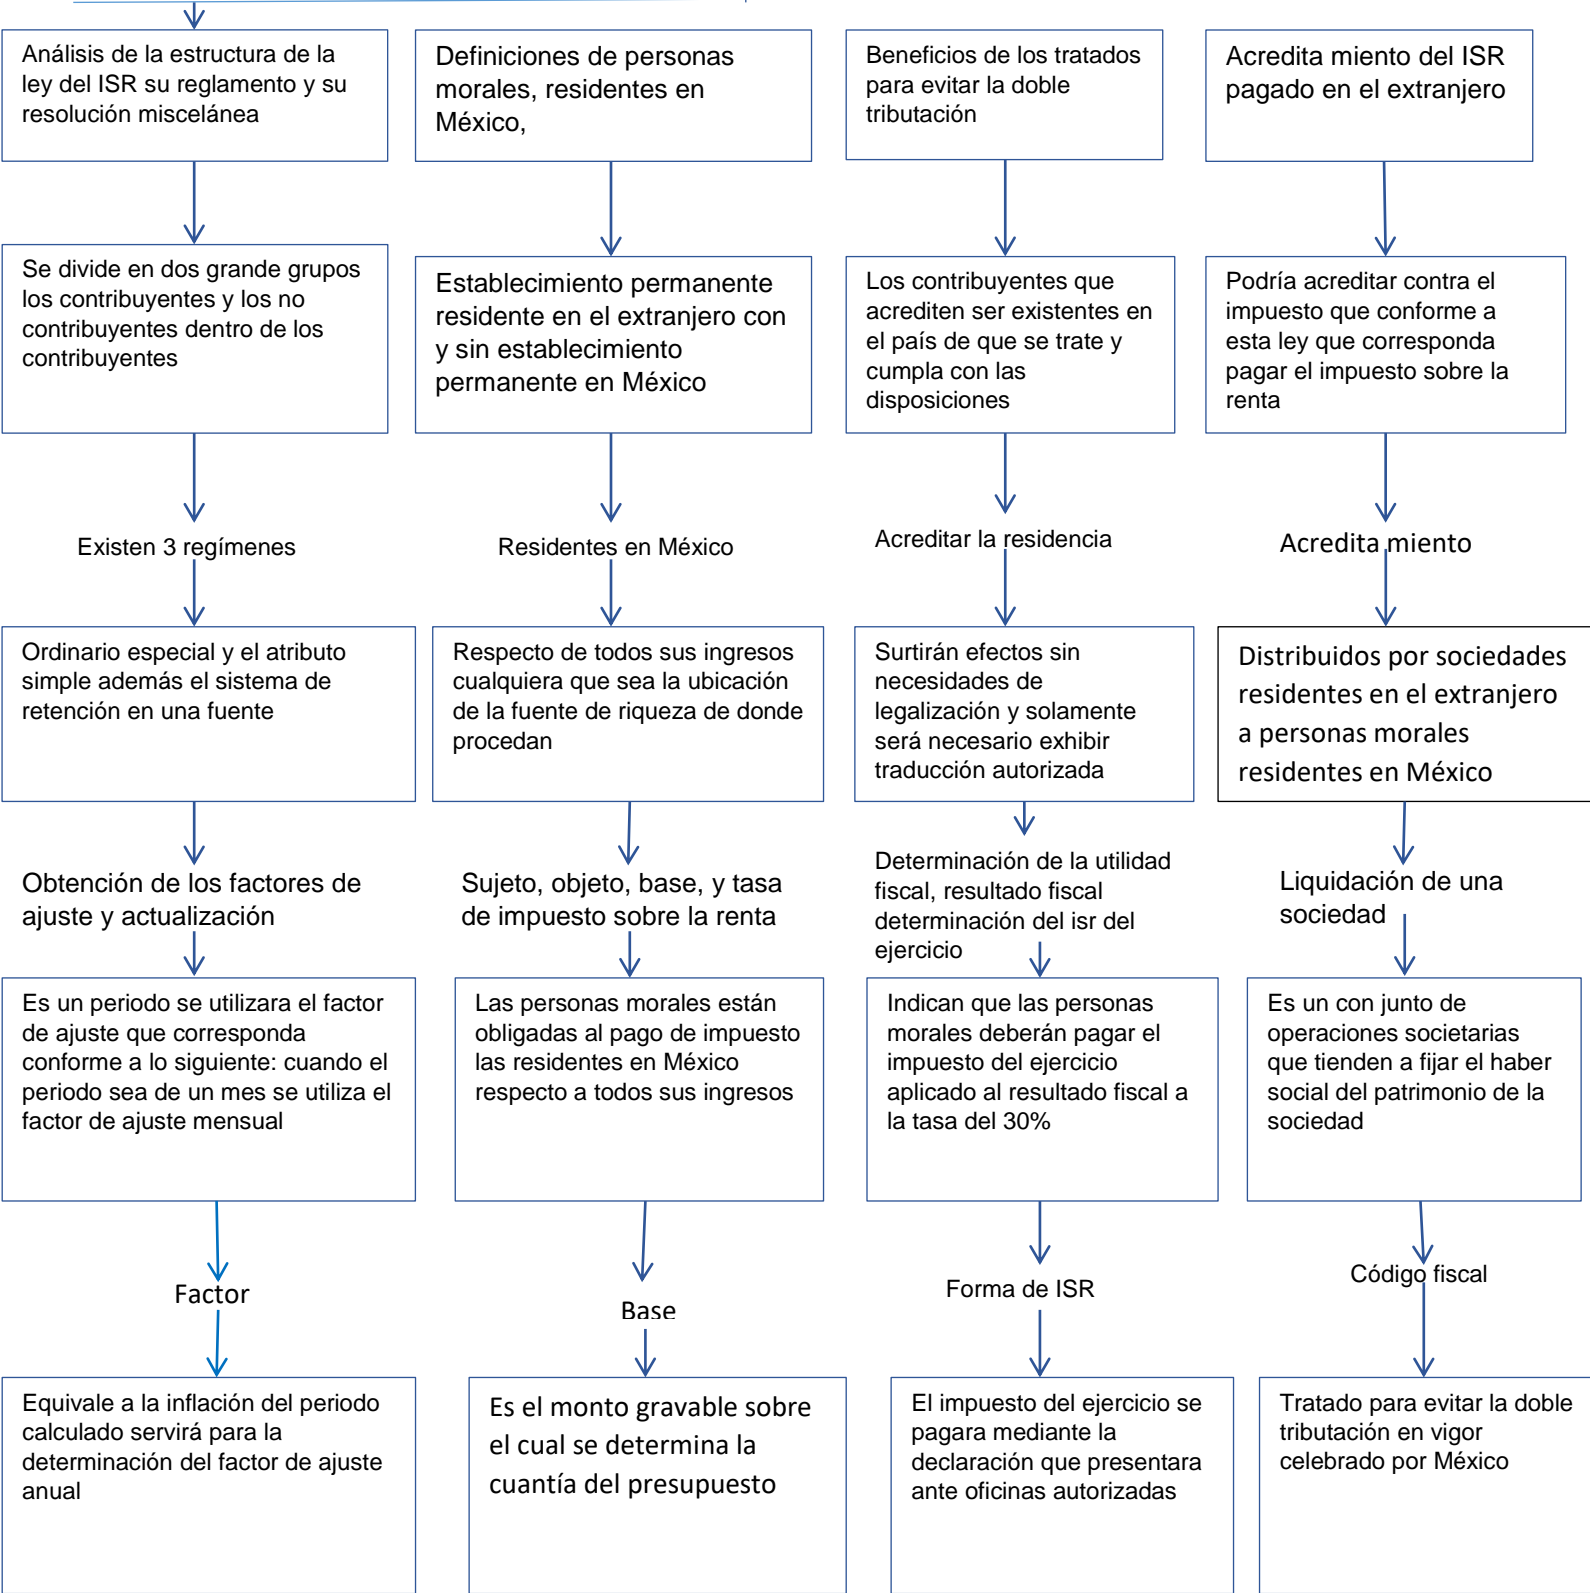 Análisis de la estructura de la
ley del ISR su reglamento y su
resolución miscelánea
Se divide en dos grande grupos
los contribuyentes y los no
contribuyentes dentro de los
contribuyentes
Existen 3 regímenes
Ordinario especial y el atributo
simple además el sistema de
retención en una fuente
Obtención de los factores de
ajuste y actualización
Es un periodo se utilizara el factor
de ajuste que corresponda
conforme a lo siguiente: cuando el
periodo sea de un mes se utiliza el
factor de ajuste mensual
Factor
Equivale a la inflación del periodo
calculado servirá para la
determinación del factor de ajuste
anual
Definiciones de personas
morales, residentes en
México,
Establecimiento permanente
residente en el extranjero con
y sin establecimiento
permanente en México
Residentes en México
Respecto de todos sus ingresos
cualquiera que sea la ubicación
de la fuente de riqueza de donde
procedan
Sujeto, objeto, base, y tasa
de impuesto sobre la renta
Las personas morales están
obligadas al pago de impuesto
las residentes en México
respecto a todos sus ingresos
Base
Es el monto gravable sobre
el cual se determina la
cuantía del presupuesto
Beneficios de los tratados
para evitar la doble
tributación
Los contribuyentes que
acrediten ser existentes en
el país de que se trate y
cumpla con las
disposiciones
Acreditar la residencia
Surtirán efectos sin
necesidades de
legalización y solamente
será necesario exhibir
traducción autorizada
Determinación de la utilidad
fiscal, resultado fiscal
determinación del isr del
ejercicio
Indican que las personas
morales deberán pagar el
impuesto del ejercicio
aplicado al resultado fiscal a
la tasa del 30%
Forma de ISR
El impuesto del ejercicio se
pagara mediante la
declaración que presentara
ante oficinas autorizadas
Acredita miento del ISR
pagado en el extranjero
Podría acreditar contra el
impuesto que conforme a
esta ley que corresponda
pagar el impuesto sobre la
renta
Acredita miento
Distribuidos por sociedades
residentes en el extranjero
a personas morales
residentes en México
Liquidación de una
sociedad
Es un con junto de
operaciones societarias
que tienden a fijar el haber
social del patrimonio de la
sociedad
Código fiscal
Tratado para evitar la doble
tributación en vigor
celebrado por México